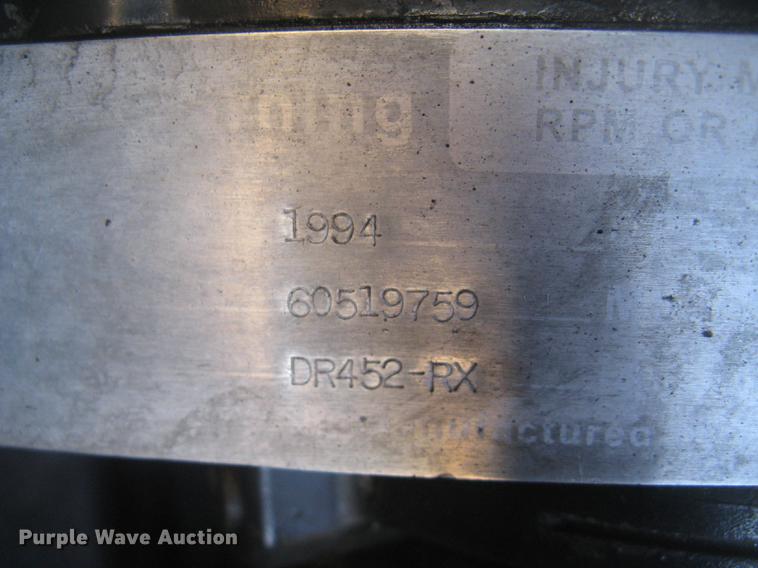 INJURY
RPM OR
1994
60519759
DR452-RX
Purple Wave Auction